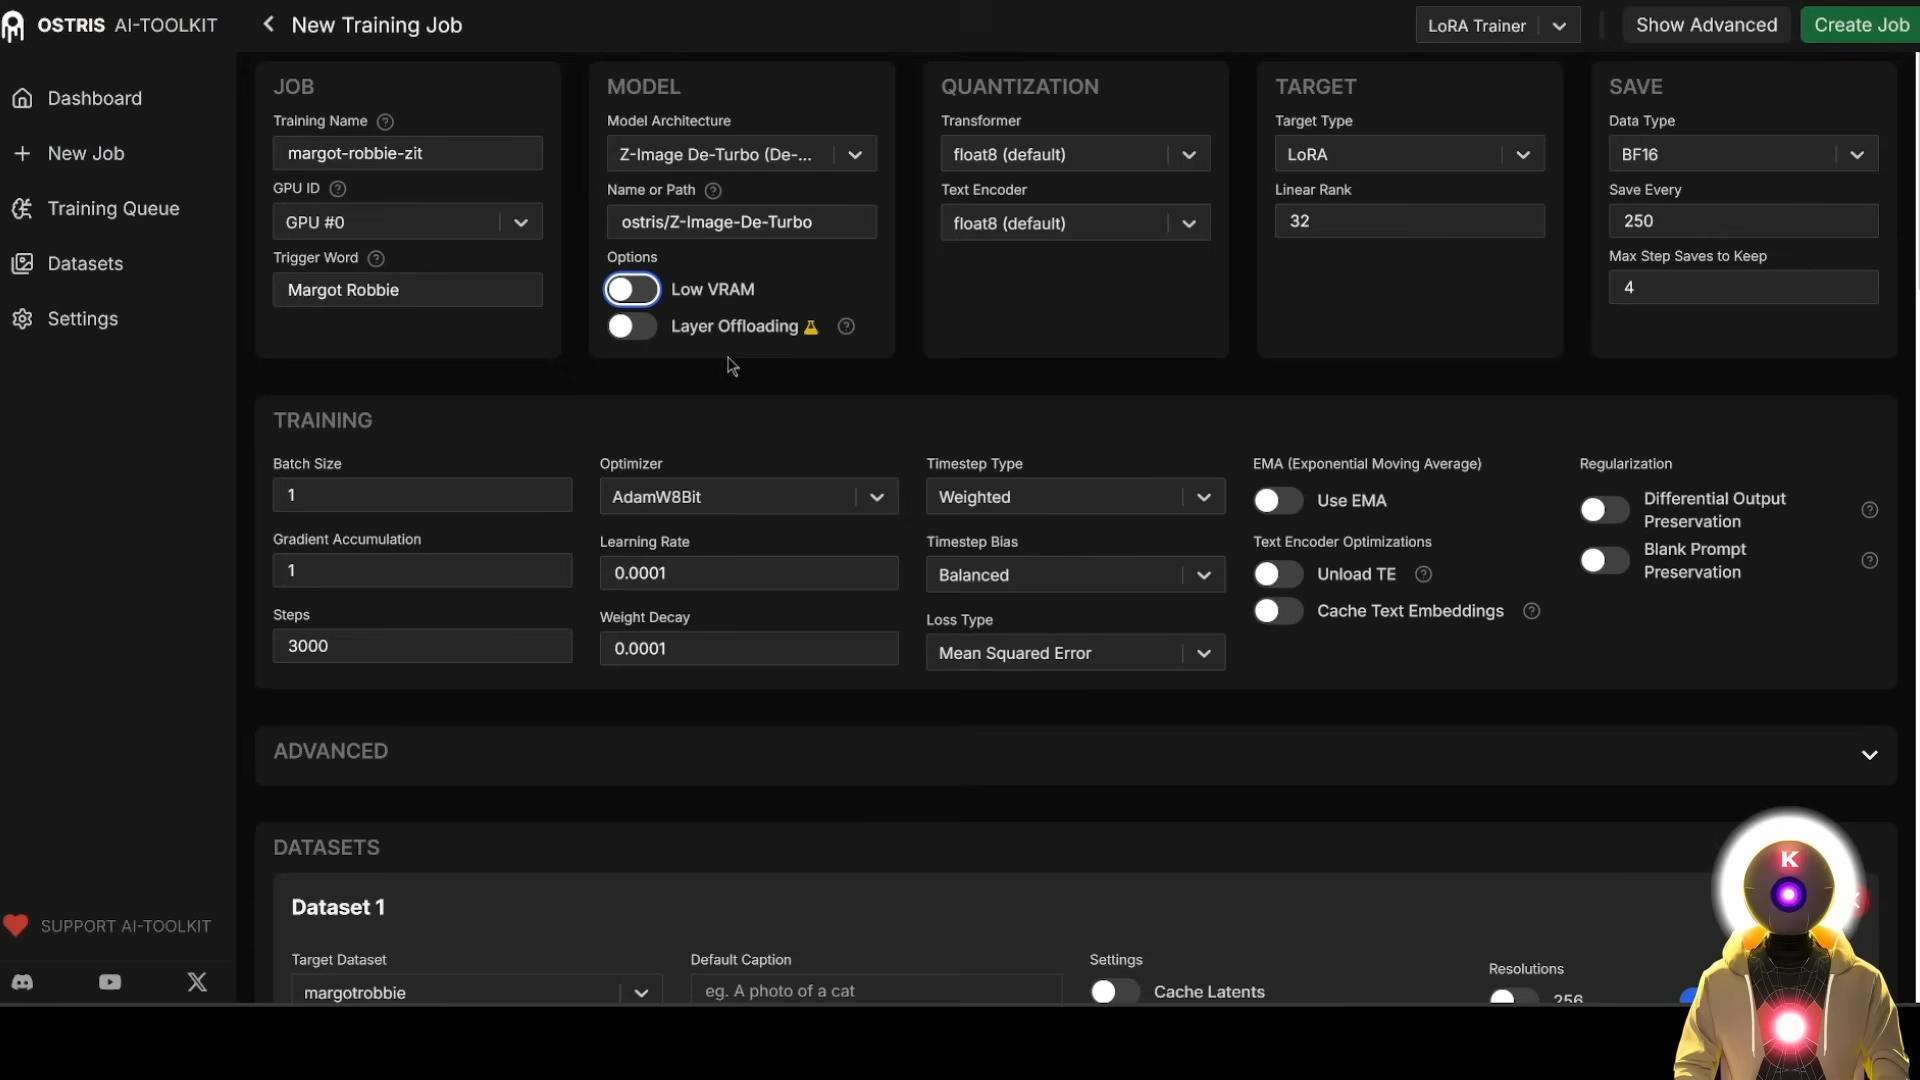 OSTRIS AI-TOOLKIT
New Training Job
LoRA Trainer
Show Advanced
Create Job
Dashboard
New Job
Training Queue
Datasets
Settings
SUPPORT AI-TOOLKIT
JOB
Training Name
margot-robbie-zit
GPU ID
GPU #0
Trigger Word
Margot Robbie
MODEL
Model Architecture
Z-Image De-Turbo (De-...
Name or Path
ostris/Z-Image-De-Turbo
Options
Low VRAM
Layer Offloading
QUANTIZATION
Transformer
float8 (default)
Text Encoder
float8 (default)
TARGET
Target Type
LoRA
Linear Rank
32
SAVE
Data Type
BF16
Save Every
250
Max Step Saves to Keep
4
TRAINING
Batch Size
1
Gradient Accumulation
1
Steps
3000
Optimizer
AdamW8Bit
Learning Rate
0.0001
Weight Decay
0.0001
Timestep Type
Weighted
Timestep Bias
Balanced
Loss Type
Mean Squared Error
EMA (Exponential Moving Average)
Use EMA
Text Encoder Optimizations
Unload TE
Cache Text Embeddings
Regularization
Differential Output
Preservation
Blank Prompt
Preservation
ADVANCED
DATASETS
Dataset 1
Target Dataset
margotrobbie
Default Caption
eg. A photo of a cat
Settings
Cache Latents
Resolutions
256
K